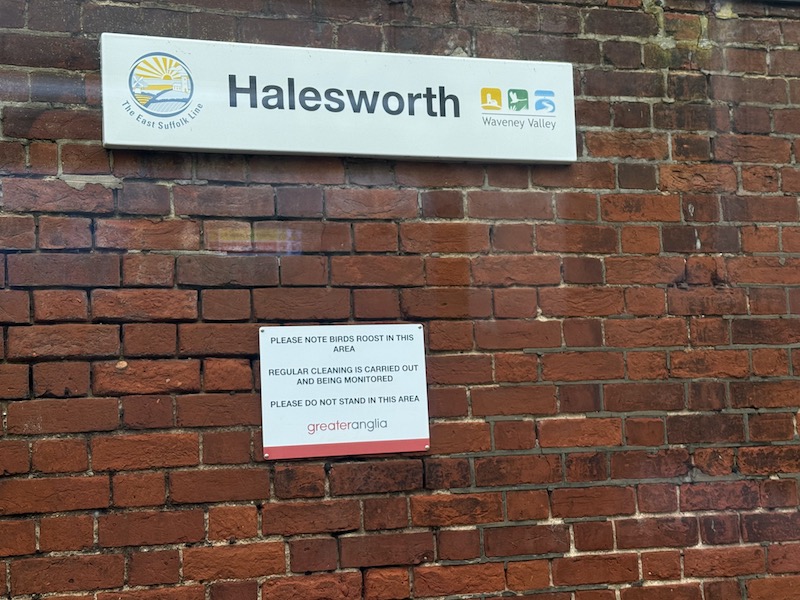 The East Suffolk Line
Halesworth
Waveney Valley
PLEASE NOTE BIRDS ROOST IN THIS
AREA
REGULAR CLEANING IS CARRIED OUT
AND BEING MONITORED
PLEASE DO NOT STAND IN THIS AREA
greateranglia